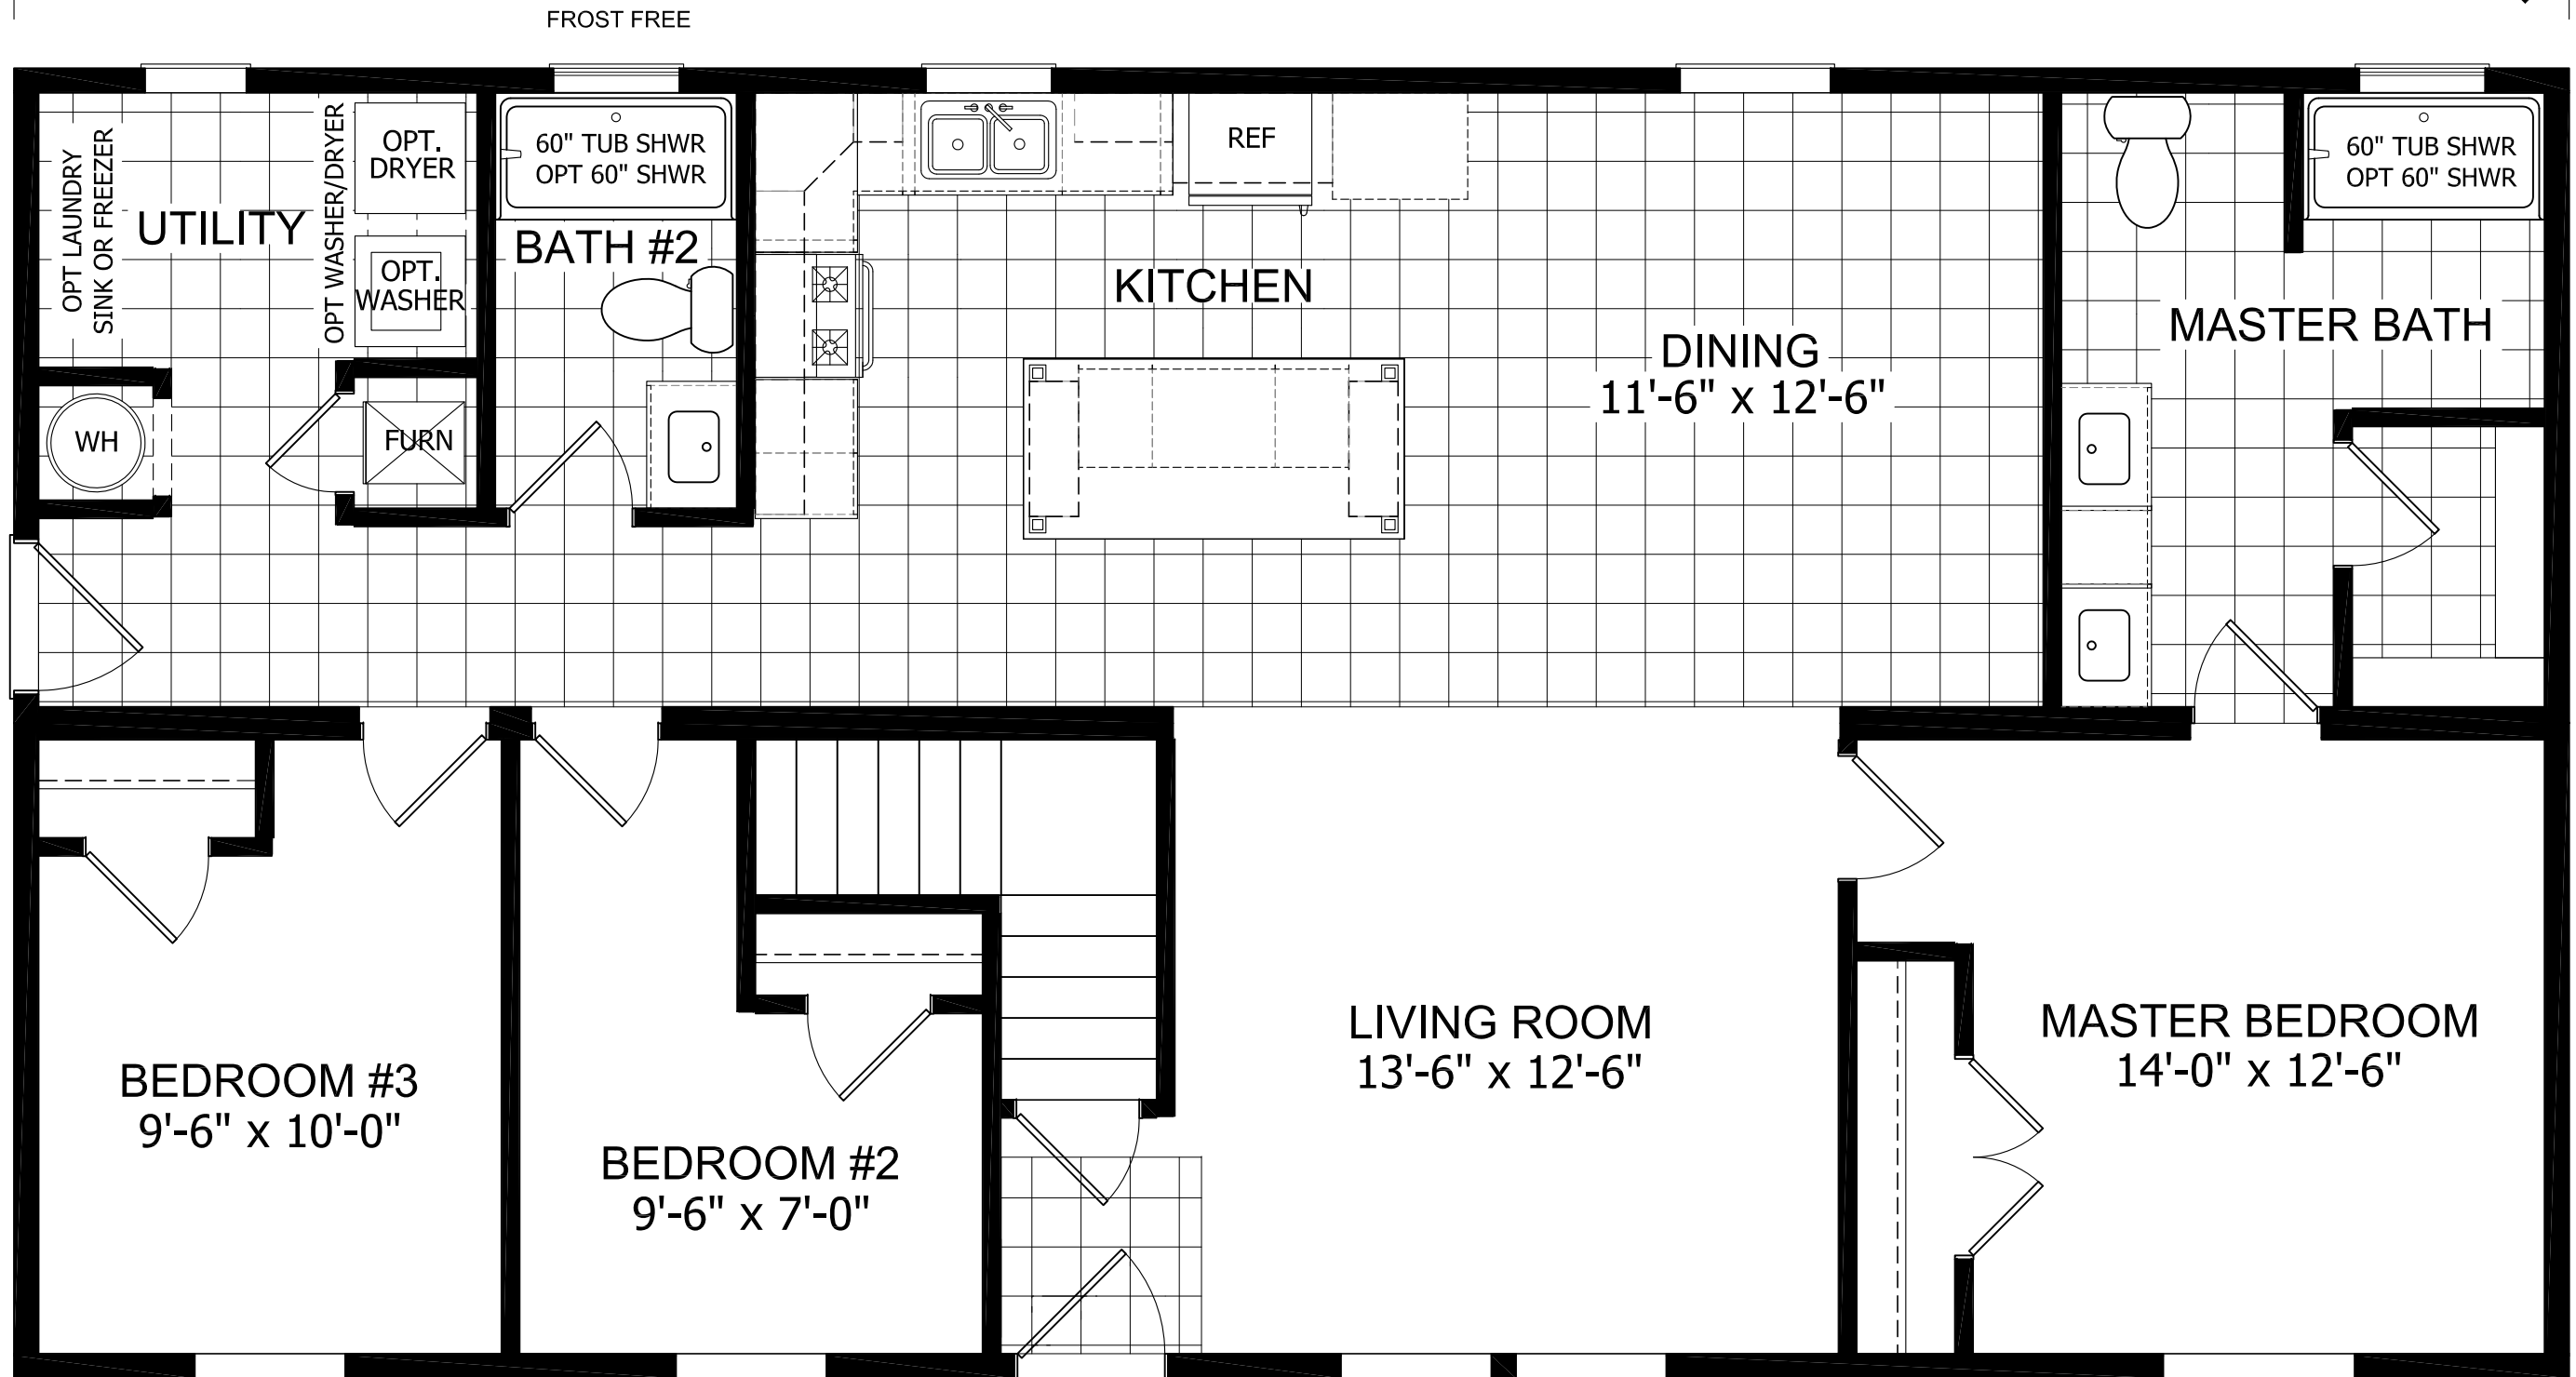 FROST FREE
OPT LAUNDRY
SINK OR FREEZER
UTILITY
OPT WASHER/DRYER
OPT.
DRYER
OPT.
WASHER
WH
FURN
60" TUB SHWR
OPT 60" SHWR
BATH #2
REF
KITCHEN
DINING
11'-6" x 12'-6"
60" TUB SHWR
OPT 60" SHWR
MASTER BATH
BEDROOM #3
9'-6" x 10'-0"
BEDROOM #2
9'-6" x 7'-0"
LIVING ROOM
13'-6" x 12'-6"
MASTER BEDROOM
14'-0" x 12'-6"